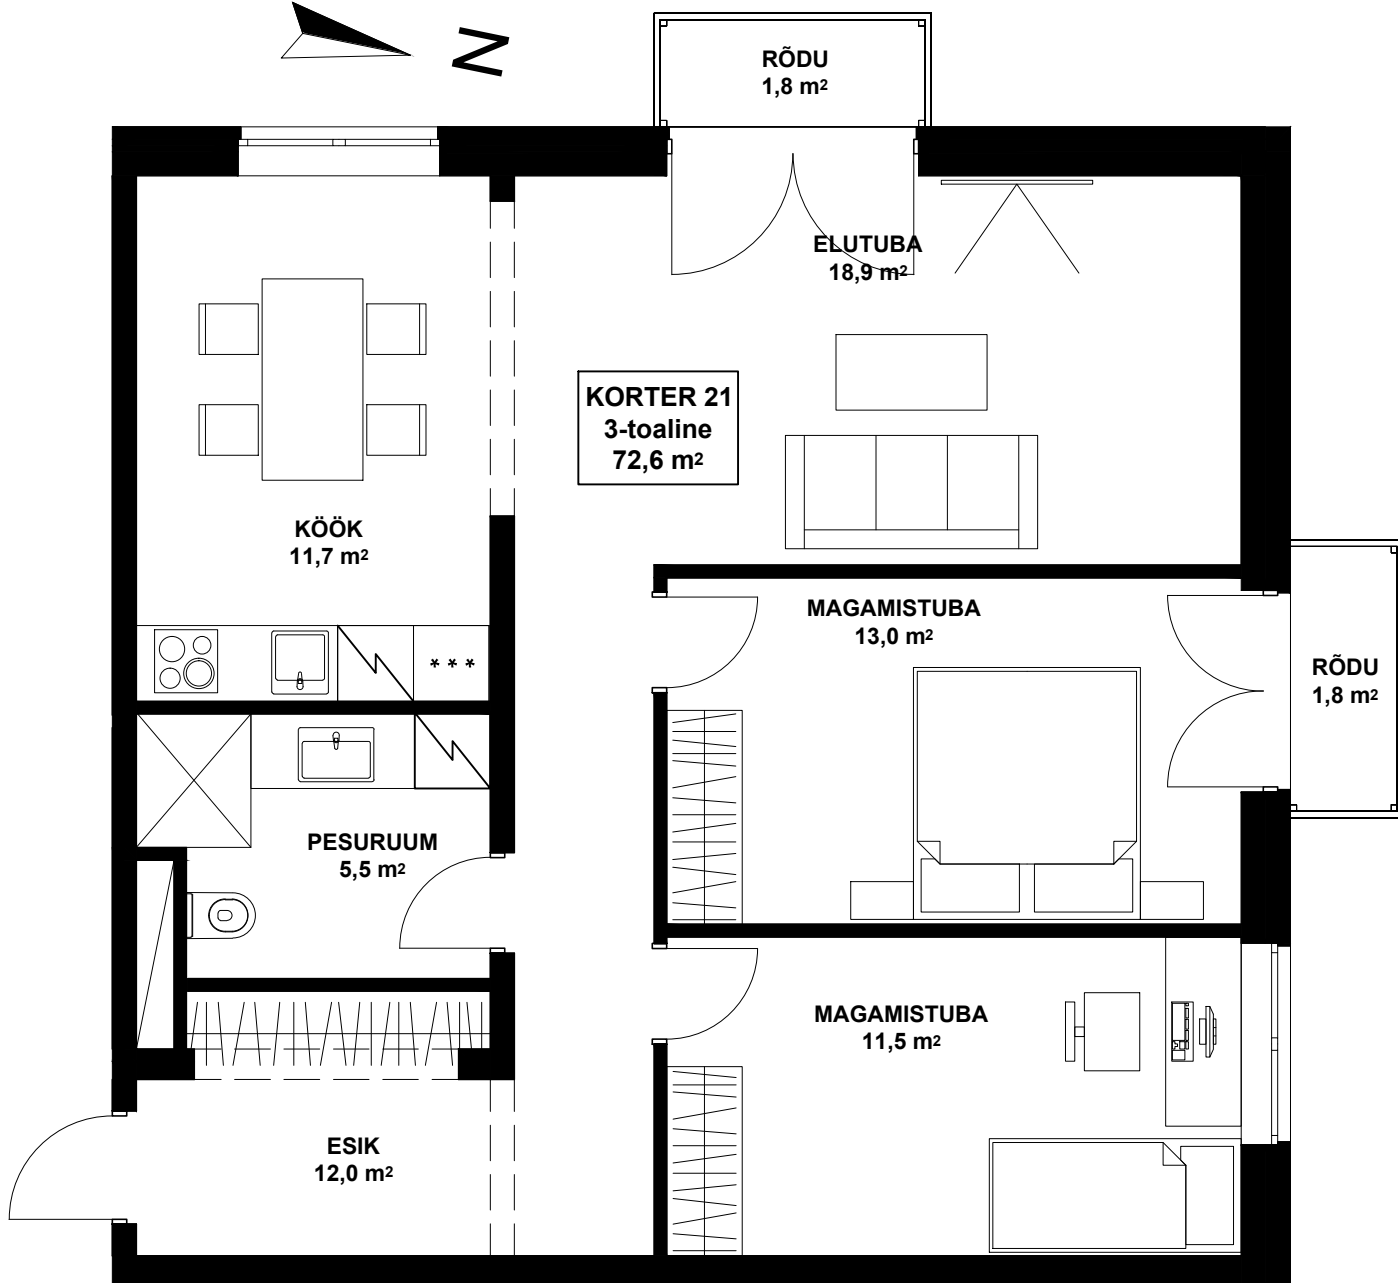 N
RÕDU
1,8 m²
ELUTUBA
18,9 m²
KORTER 21
3-toaline
72,6 m²
KÖÖK
11,7 m²
MAGAMISTUBA
13,0 m²
***
RÕDU
1,8 m²
PESURUUM
5,5 m²
MAGAMISTUBA
11,5 m²
ESIK
12,0 m²